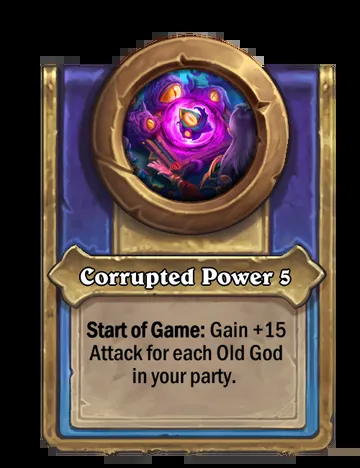 Corrupted Power 5
Start of Game: Gain +15
Attack for each Old God
in your party.